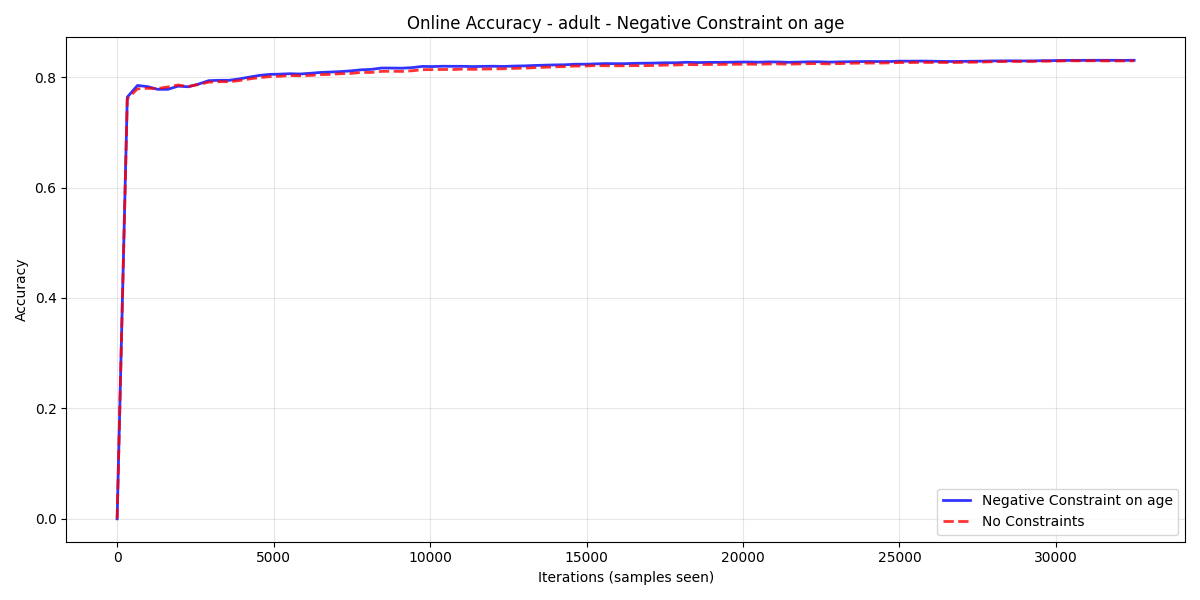 Online Accuracy - adult - Negative Constraint on age
Accuracy
0.8
0.6
0.4
0.2
0.0
0 5000 10000 15000 20000 25000 30000
Iterations (samples seen)
Negative Constraint on age
No Constraints